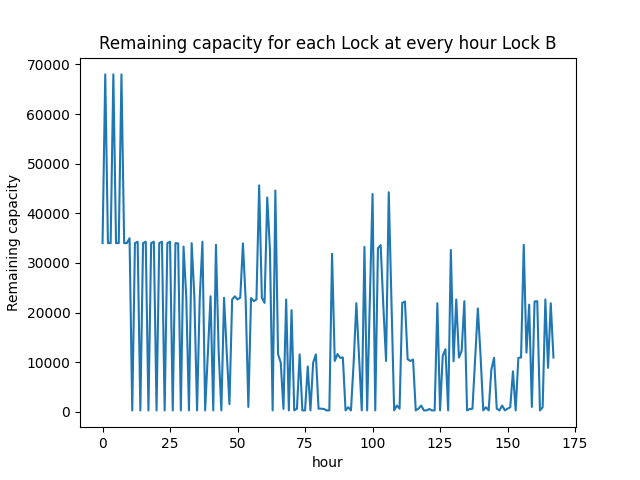 Remaining capacity for each Lock at every hour Lock B
70000
60000
50000
40000
30000
20000
10000
0
Remaining capacity
0 25 50 75 100 125 150 175
hour